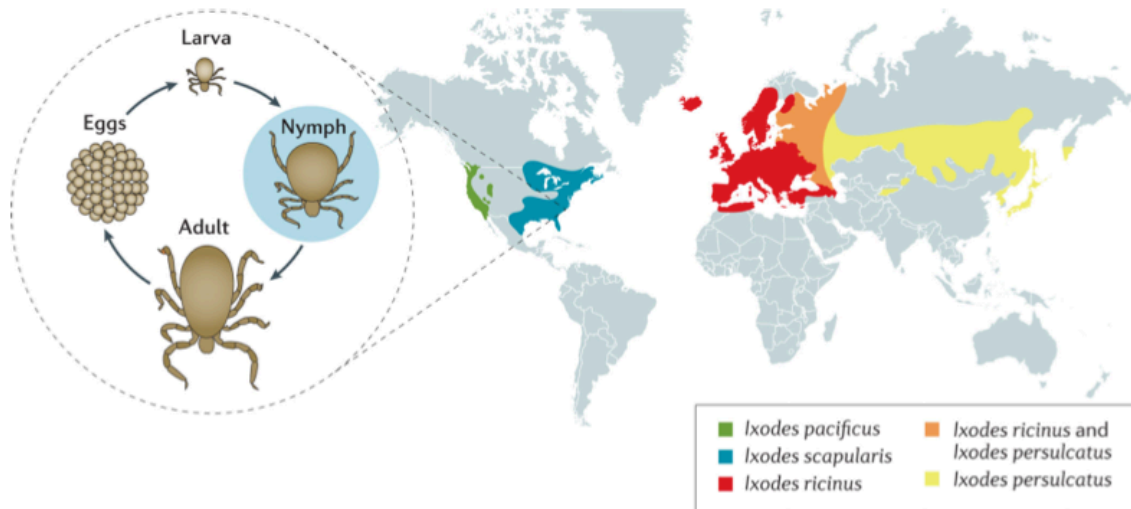 Larva
Eggs
Nymph
Adult
Ixodes pacificus
Ixodes scapularis
Ixodes ricinus
Ixodes ricinus and
Ixodes persulcatus
Ixodes persulcatus